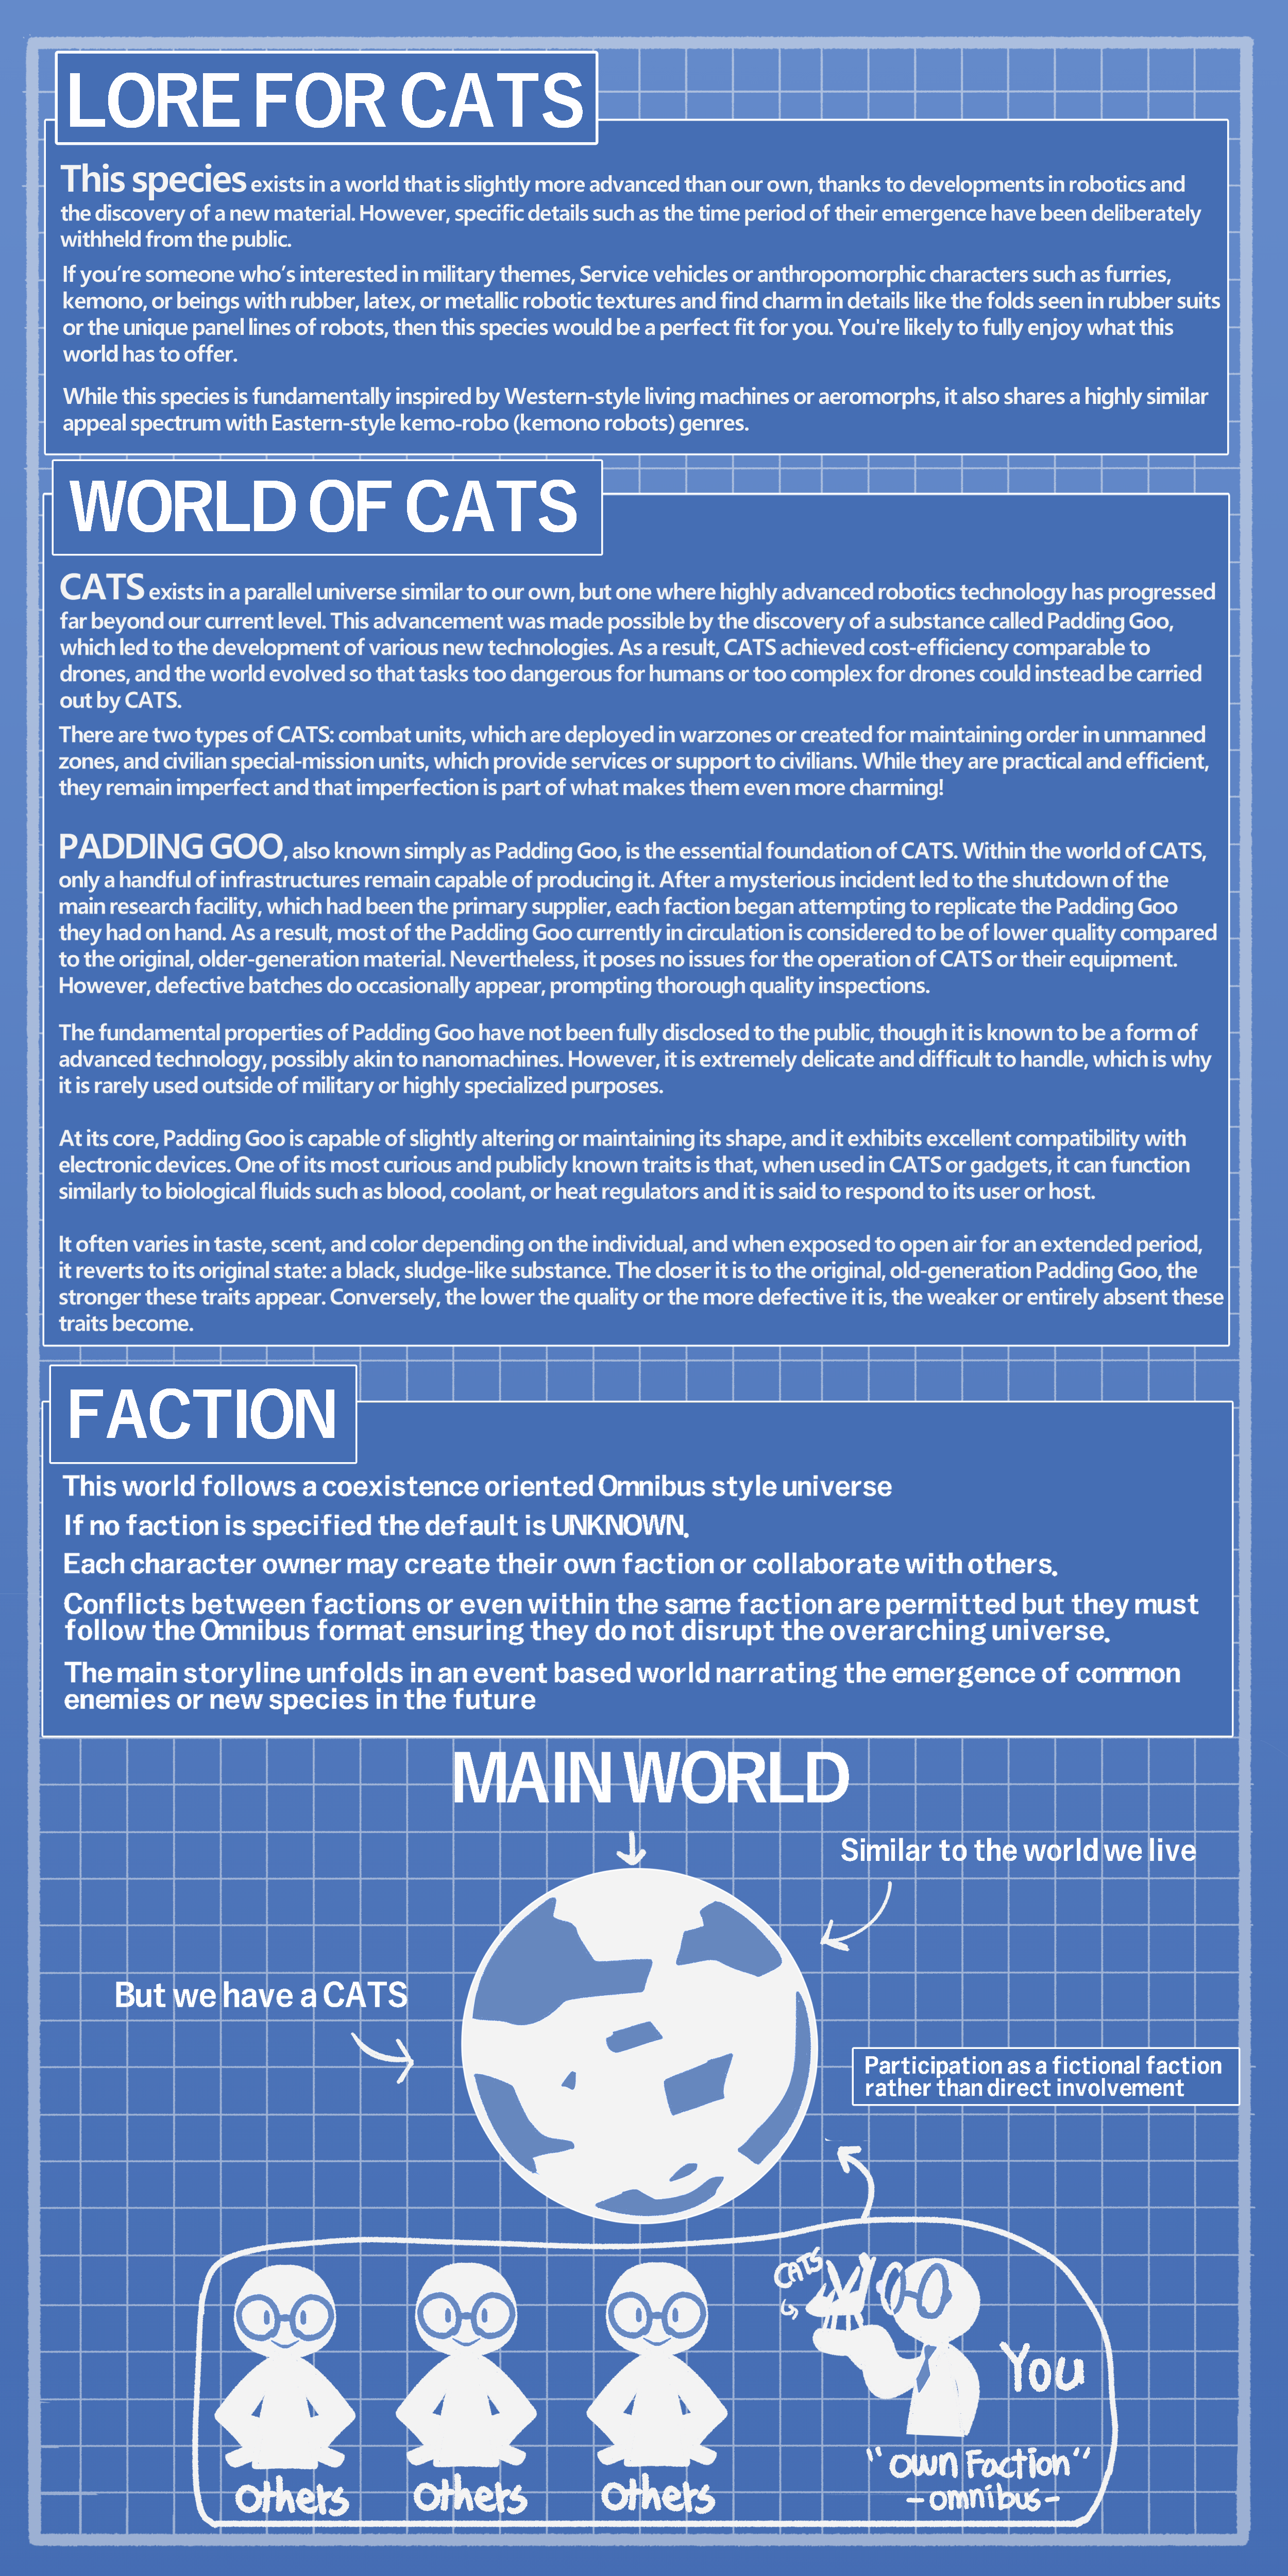 LORE FOR CATS
This species exists in a world that is slightly more advanced than our own, thanks to developments in robotics and
the discovery of a new material. However, specific details such as the time period of their emergence have been deliberately
withheld from the public.
If you're someone who's interested in military themes, Service vehicles or anthropomorphic characters such as furries,
kemono, or beings with rubber, latex, or metallic robotic textures and find charm in details like the folds seen in rubber suits
or the unique panel lines of robots, then this species would be a perfect fit for you. You're likely to fully enjoy what this
world has to offer.
While this species is fundamentally inspired by Western-style living machines or aeromorphs, it also shares a highly similar
appeal spectrum with Eastern-style kemo-robo (kemono robots) genres.
WORLD OF CATS
CATS exists in a parallel universe similar to our own, but one where highly advanced robotics technology has progressed
far beyond our current level. This advancement was made possible by the discovery of a substance called Padding Goo,
which led to the development of various new technologies. As a result, CATS achieved cost-efficiency comparable to
drones, and the world evolved so that tasks too dangerous for humans or too complex for drones could instead be carried
out by CATS.
There are two types of CATS: combat units, which are deployed in warzones or created for maintaining order in unmanned
zones, and civilian special-mission units, which provide services or support to civilians. While they are practical and efficient,
they remain imperfect and that imperfection is part of what makes them even more charming!
PADDING GOO, also known simply as Padding Goo, is the essential foundation of CATS. Within the world of CATS,
only a handful of infrastructures remain capable of producing it. After a mysterious incident led to the shutdown of the
main research facility, which had been the primary supplier, each faction began attempting to replicate the Padding Goo
they had on hand. As a result, most of the Padding Goo currently in circulation is considered to be of lower quality compared
to the original, older-generation material. Nevertheless, it poses no issues for the operation of CATS or their equipment.
However, defective batches do occasionally appear, prompting thorough quality inspections.
The fundamental properties of Padding Goo have not been fully disclosed to the public, though it is known to be a form of
advanced technology, possibly akin to nanomachines. However, it is extremely delicate and difficult to handle, which is why
it is rarely used outside of military or highly specialized purposes.
At its core, Padding Goo is capable of slightly altering or maintaining its shape, and it exhibits excellent compatibility with
electronic devices. One of its most curious and publicly known traits is that, when used in CATS or gadgets, it can function
similarly to biological fluids such as blood, coolant, or heat regulators and it is said to respond to its user or host.
It often varies in taste, scent, and color depending on the individual, and when exposed to open air for an extended period,
it reverts to its original state: a black, sludge-like substance. The closer it is to the original, old-generation Padding Goo, the
stronger these traits appear. Conversely, the lower the quality or the more defective it is, the weaker or entirely absent these
traits become.
FACTION
This world follows a coexistence oriented Omnibus style universe
If no faction is specified the default is UNKNOWN.
Each character owner may create their own faction or collaborate with others.
Conflicts between factions or even within the same faction are permitted but they must
follow the Omnibus format ensuring they do not disrupt the overarching universe.
The main storyline unfolds in an event based world narrating the emergence of common
enemies or new species in the future
MAIN WORLD
Similar to the world we live
But we have a CATS
Participation as a fictional faction
rather than direct involvement
CATS
You
"own Faction"
-omnibus-
others
others
others